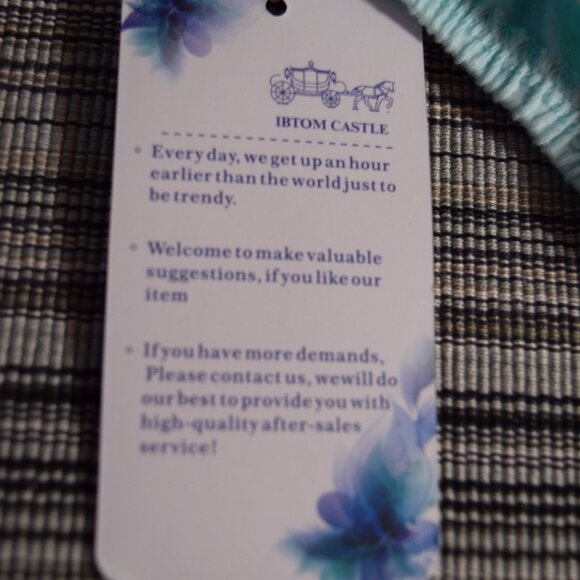 IBTOM CASTLE
Every day, we get up an hour
earlier than the world just to
be trendy.
Welcome to make valuable
suggestions, if you like our
item
If you have more demands,
Please contact us, wewill do
our best to provide you with
high-quality after-sales
service!